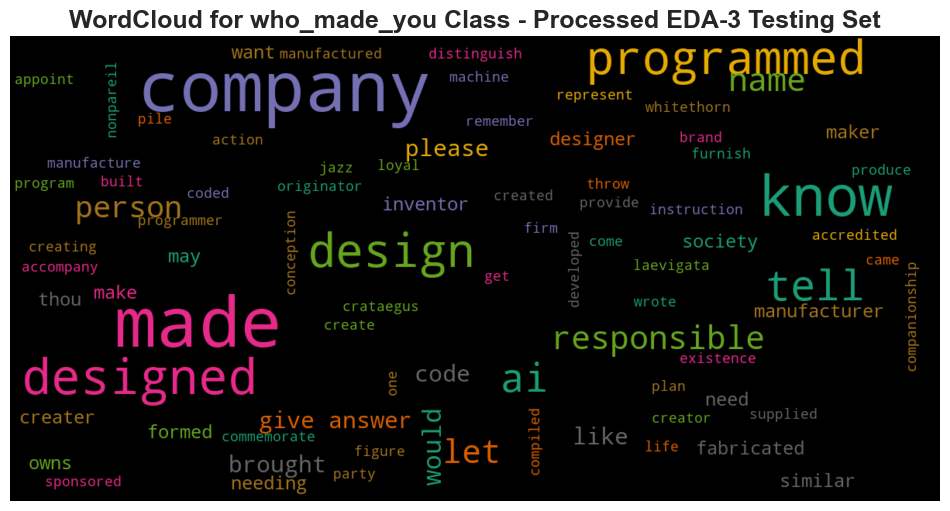 WordCloud for who_made_you Class - Processed EDA-3 Testing Set
want manufactured distinguish programmed
appoint company machine name
nonpareil pile remember represent whitethorn
action please designer brand maker
manufacture jazz loyal furnish
program built coded originator created throw produce
person programmer inventor provide instruction know
creating conception firm come society accredited
accompany may design get developed laevigata came
thou make crataegus wrote tell companionship
made create responsible manufacturer
existence
designed one code ai plan need
creater give answer would let compiled like creator supplied
formed commemorate life fabricated
owns brought figure
sponsored needing party similar